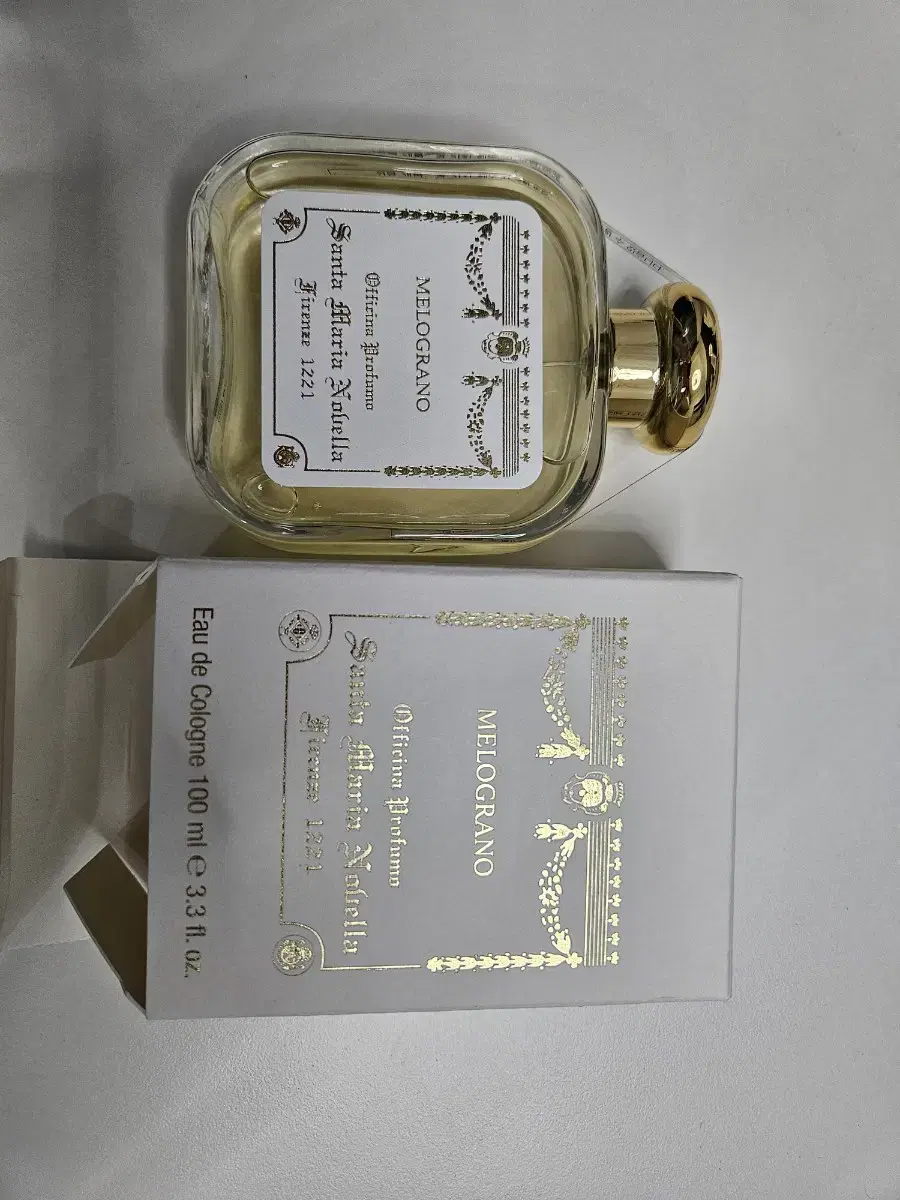 MELOGRANO
Officina Profumo
Santa Maria Novella
Firenze 1221
MELOGRANO
Officina Profumo
Santa Maria Novella
Firenze 1221
Eau de Cologne 100 ml e 3.3 fl. oz.